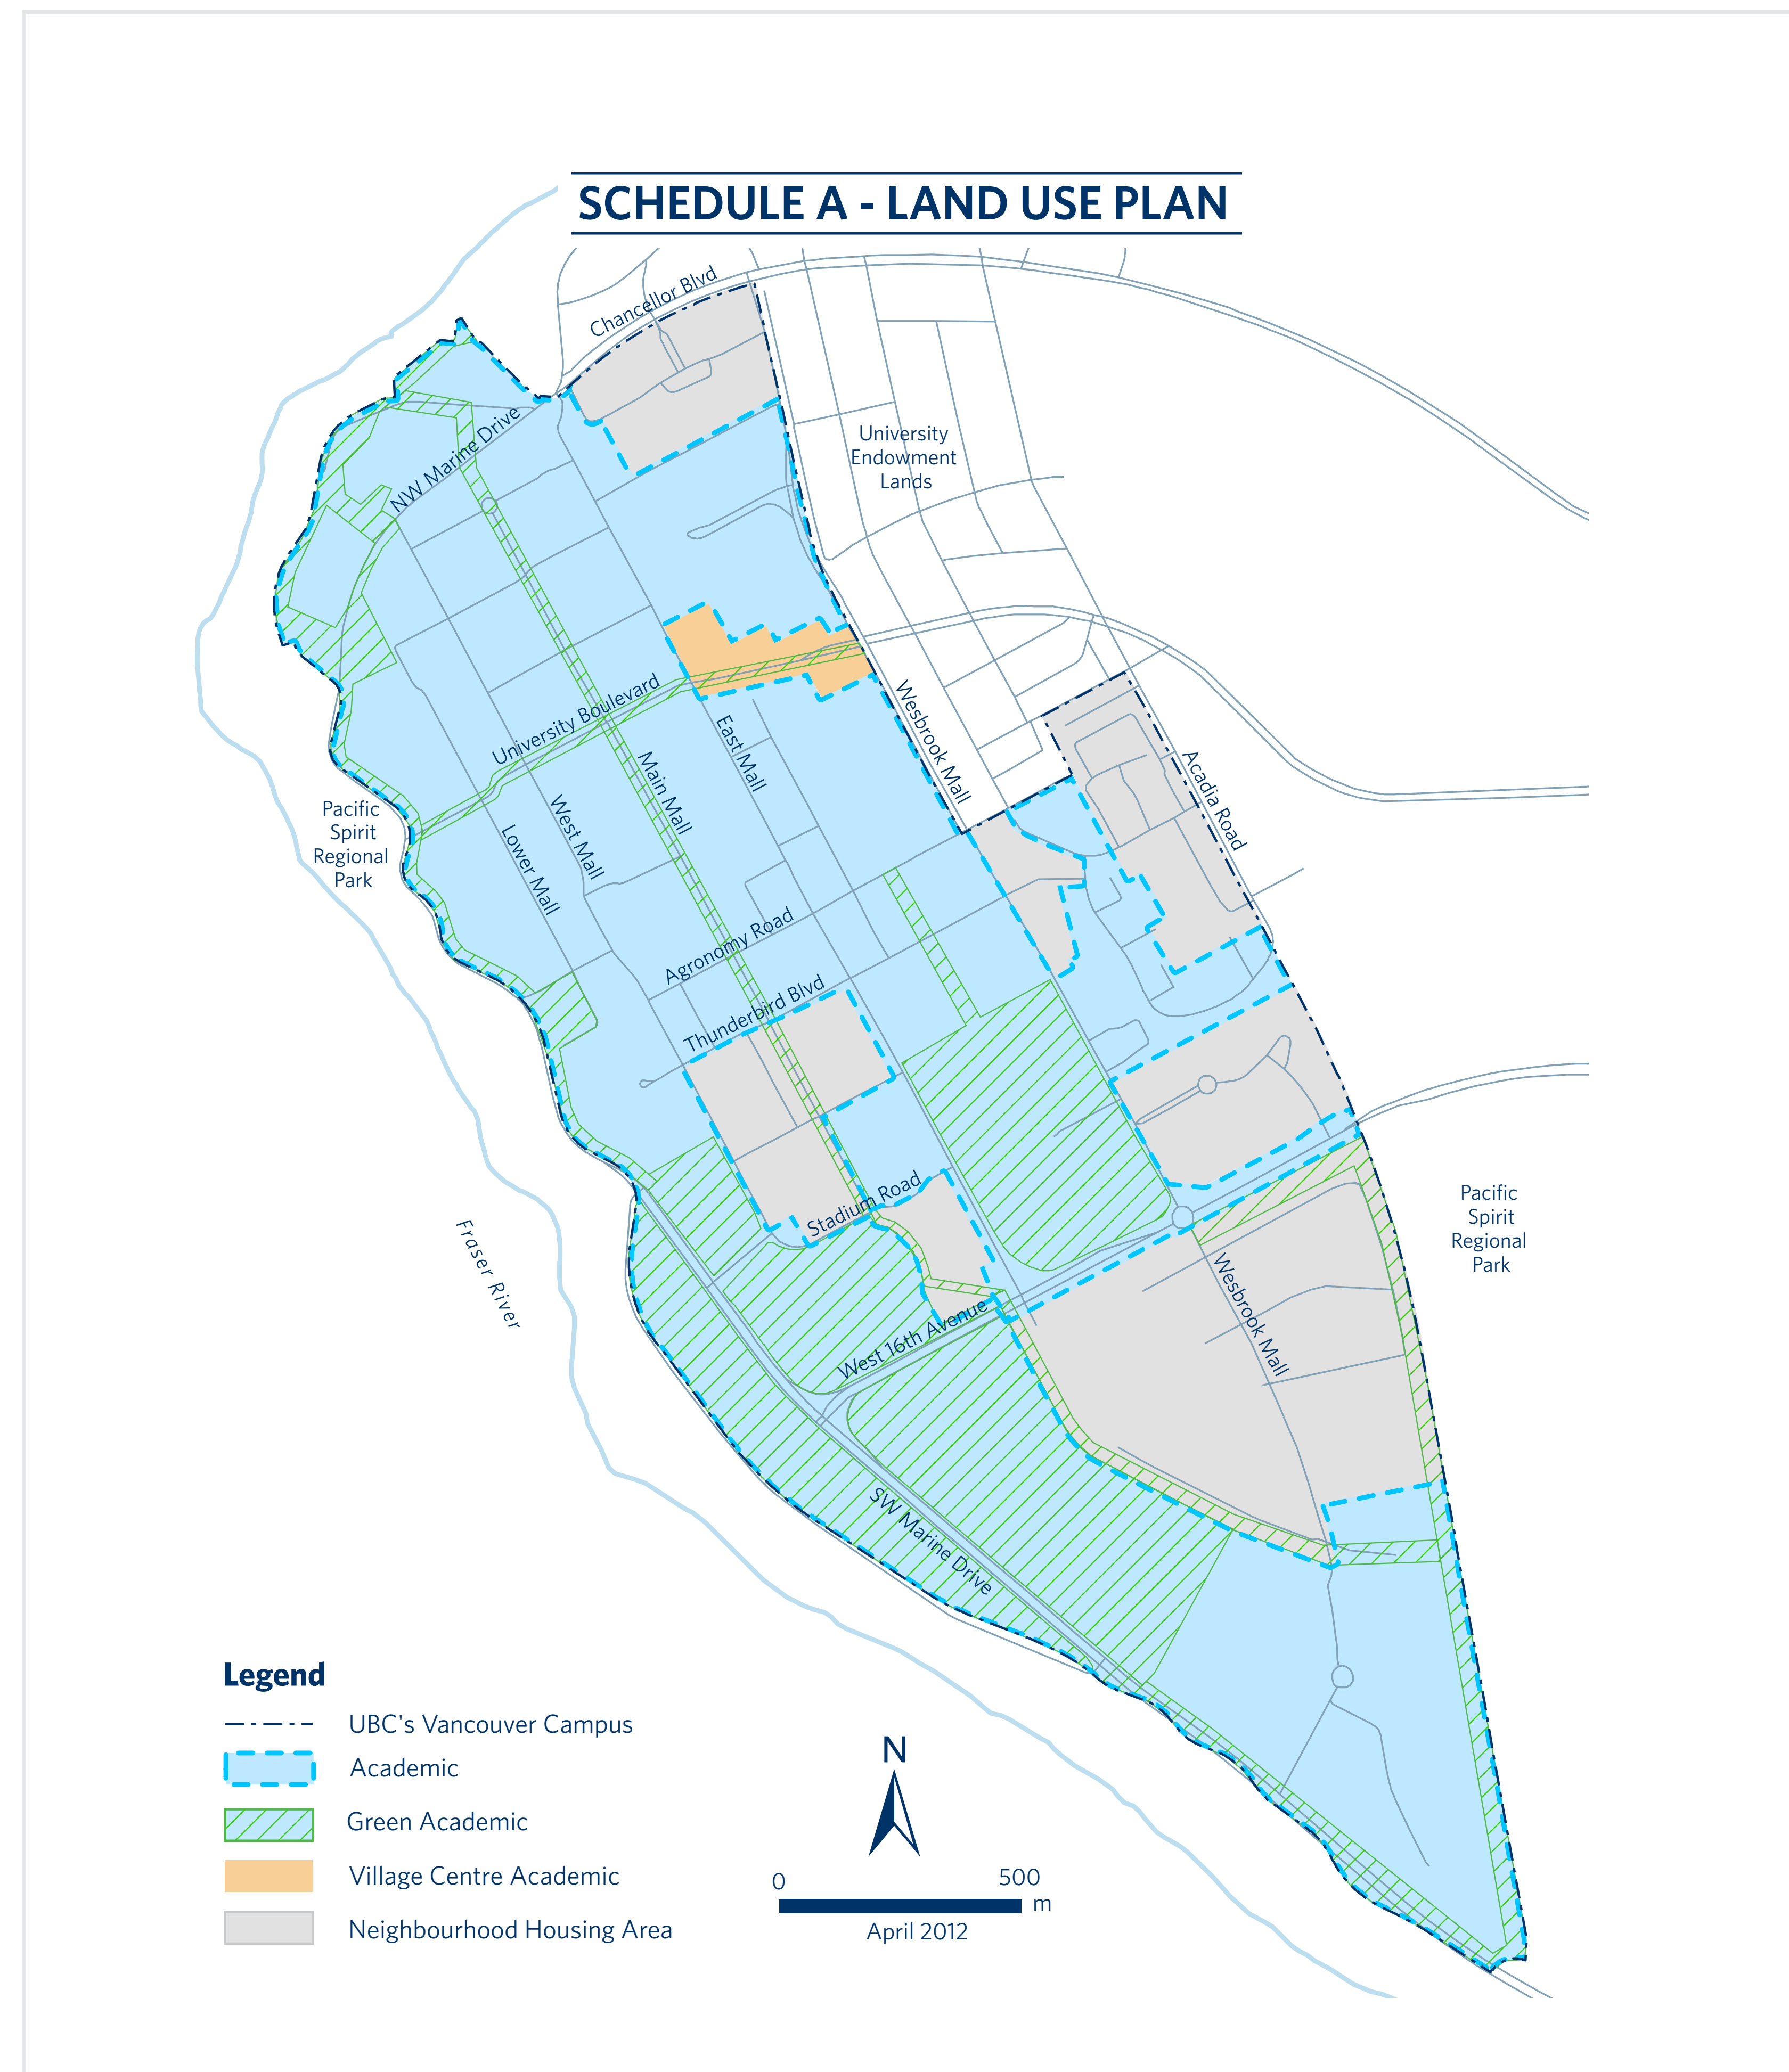 SCHEDULE A - LAND USE PLAN
Chancellor Blvd
NW Marine Drive
University
Endowment
Lands
University Boulevard
Wesbrook Mall
East Mall
Main Mall
West Mall
Lower Mall
Acadia Road
Pacific
Spirit
Regional
Park
Agronomy Road
Thunderbird Blvd
Stadium Road
Pacific
Spirit
Regional
Park
Fraser River
West 16th Avenue
Wesbrook Mall
SW Marine Drive
Legend
UBC's Vancouver Campus
Academic
Green Academic
Village Centre Academic
Neighbourhood Housing Area
N
0 500
m
April 2012